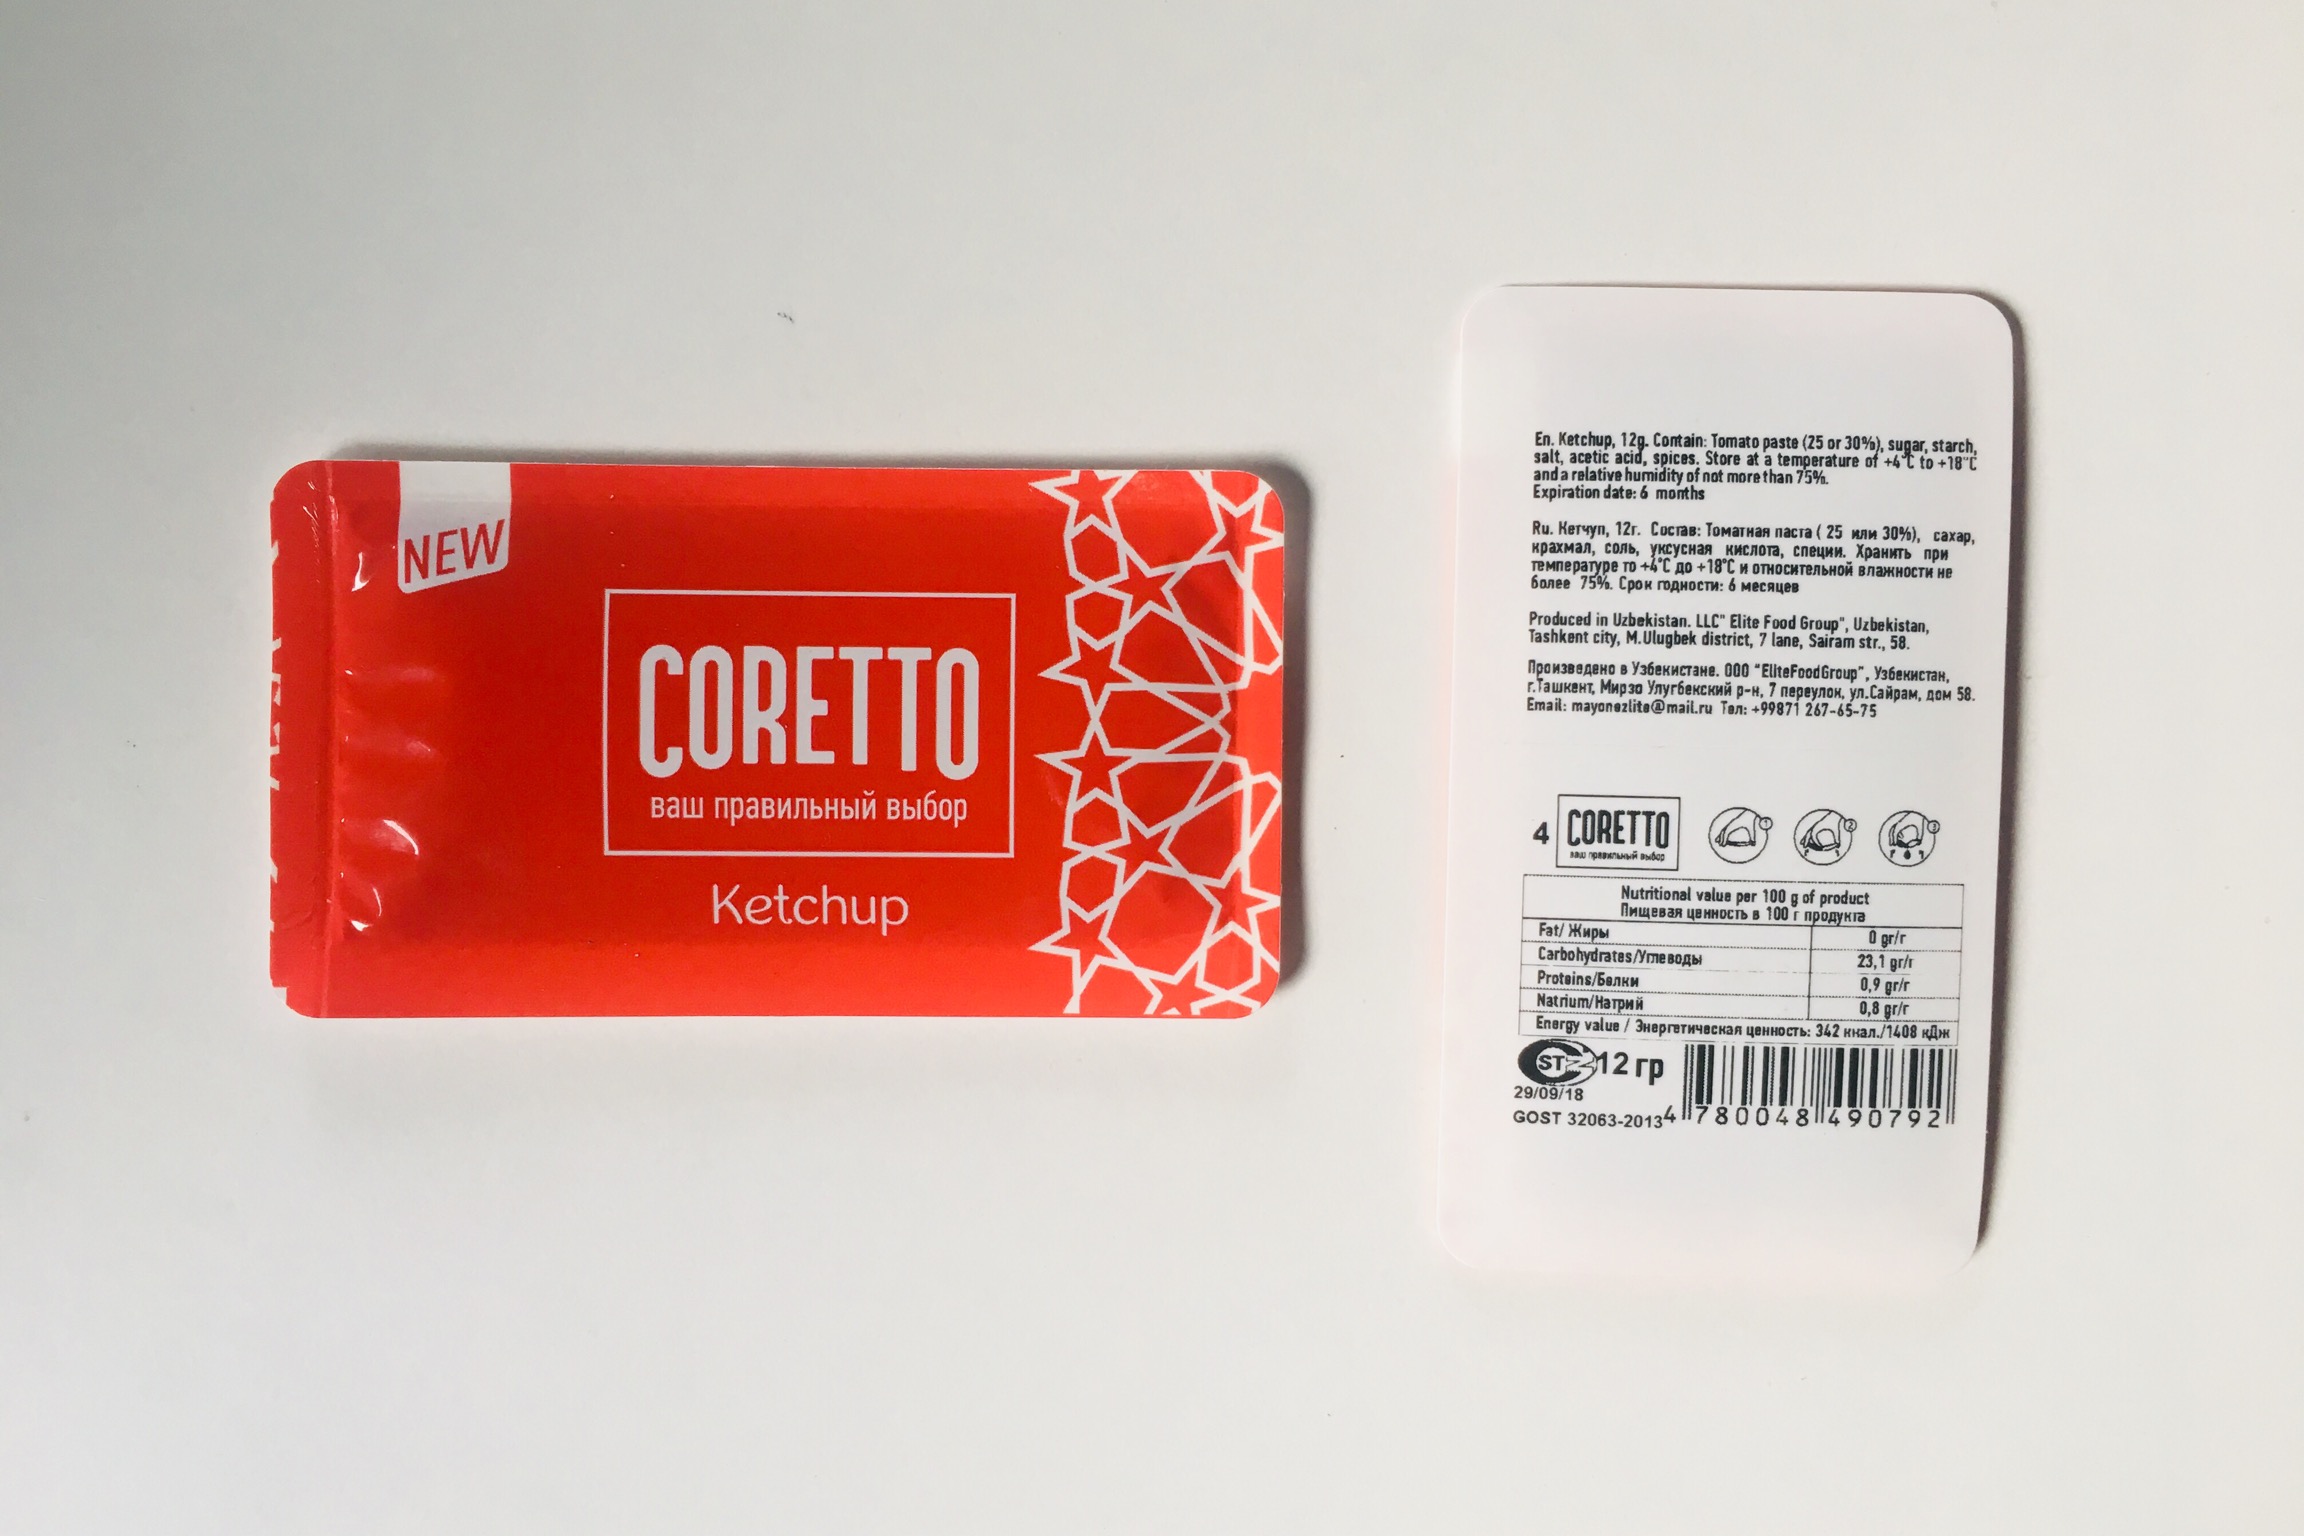 NEW
CORETTO
ваш правильный выбор
Ketchup
En. Ketchup, 12g. Contain: Tomato paste (25 or 30%), sugar, starch,
salt, acetic acid, spices. Store at a temperature of +4°C to +18°C
and a relative humidity of not more than 75%.
Expiration date: 6 months
Ru. Кетчуп, 12г. Состав: Томатная паста ( 25 или 30%), сахар,
крахмал, соль, уксусная кислота, специи. Хранить при
температуре то +4°C до +18°C и относительной влажности не
более 75%. Срок годности: 6 месяцев
Produced in Uzbekistan. LLC" Elite Food Group", Uzbekistan,
Tashkent city, M.Ulugbek district, 7 lane, Sairam str., 58.
Произведено в Узбекистане. ООО "EliteFoodGroup", Узбекистан,
г.Ташкент, Мирзо Улугбекский р-н, 7 переулок, ул.Сайрам, дом 58.
Email: mayonezlite@mail.ru Тел: +99871 267-65-75
4 CORETTO 1 2 3
ваш правильный выбор
Nutritional value per 100 g of product
Пищевая ценность в 100 г продукта
Fat/ Жиры 0 gr/г
Carbohydrates/Углеводы 23,1 gr/г
Proteins/Белки 0,9 gr/г
Natrium/Натрий 0,8 gr/г
Energy value / Энергетическая ценность: 342 ккал./1408 кДж
ST 12 гр
29/09/18
GOST 32063-2013 4 780048 490792